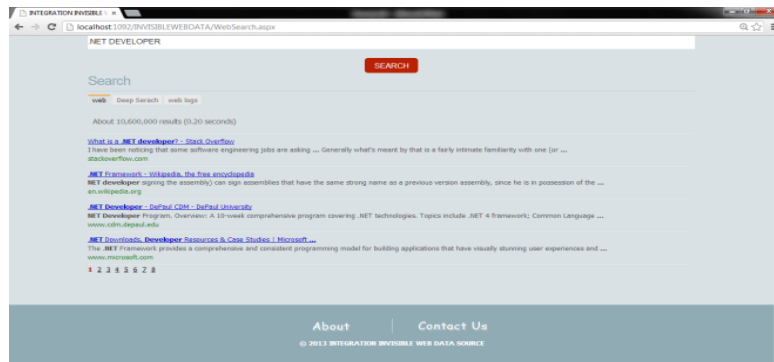 INTEGRATION INVISIBLE
localhost:1092/INVISIBLEWEBDATA/WebSearch.aspx
.NET DEVELOPER
SEARCH
Search
web Deep Serach web logs
About 10,600,000 results (0.20 seconds)
What is a .NET developer? - Stack Overflow
I have been noticing that some software engineering jobs are asking ... Generally what's meant by that is a fairly intimate familiarity with one (or ...
stackoverflow.com
.NET Framework - Wikipedia, the free encyclopedia
NET developer signing the assembly) can sign assemblies that have the same strong name as a previous version assembly, since he is in possession of the ...
en.wikipedia.org
.NET Developer - DePaul CDM - DePaul University
NET Developer Program. Overview: A 10-week comprehensive program covering .NET technologies. Topics include .NET 4 framework; Common Language ...
www.cdm.depaul.edu
.NET Downloads, Developer Resources & Case Studies | Microsoft ...
The .NET Framework provides a comprehensive and consistent programming model for building applications that have visually stunning user experiences and ...
www.microsoft.com
1 2 3 4 5 6 7 8
About Contact Us
© 2013 INTEGRATION INVISIBLE WEB DATA SOURCE